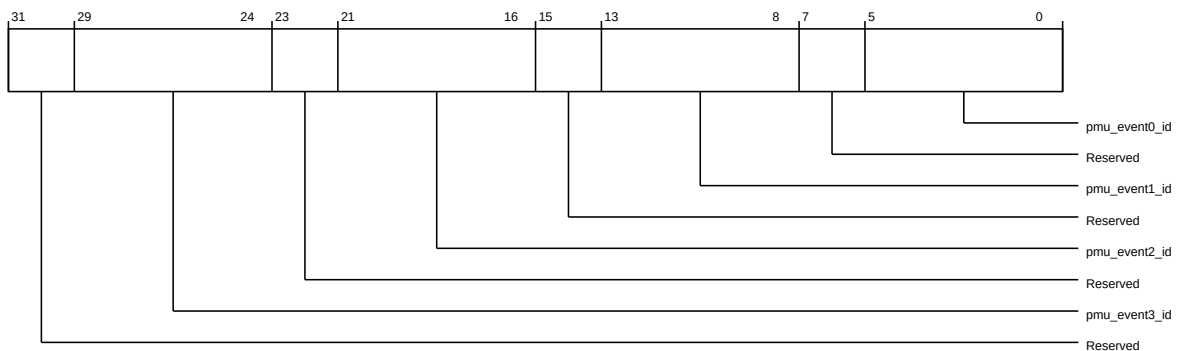 31 29 24 23 21 16 15 13 8 7 5 0
pmu_event0_id
Reserved
pmu_event1_id
Reserved
pmu_event2_id
Reserved
pmu_event3_id
Reserved